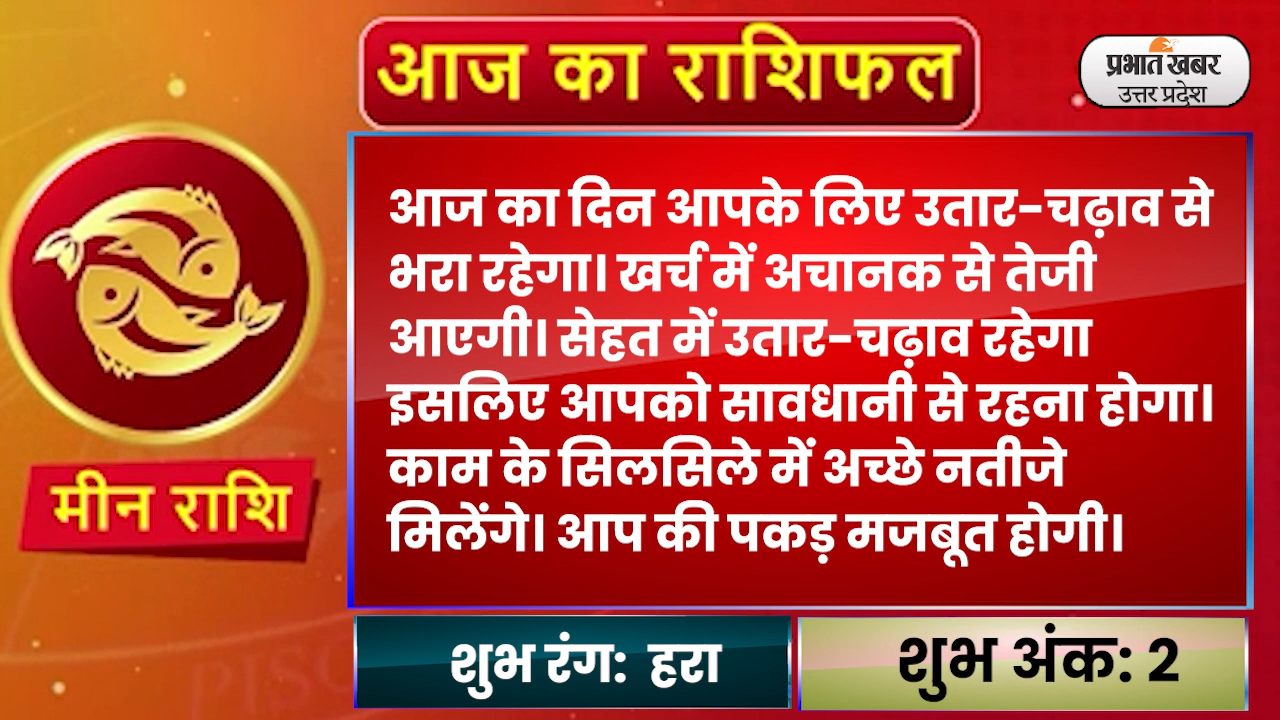 आज का राशिफल
प्रभात खबर
उत्तर प्रदेश
आज का दिन आपके लिए उतार-चढ़ाव से
भरा रहेगा। खर्च में अचानक से तेजी
आएगी। सेहत में उतार-चढ़ाव रहेगा
इसलिए आपको सावधानी से रहना होगा।
काम के सिलसिले में अच्छे नतीजे
मिलेंगे। आप की पकड़ मजबूत होगी।
मीन राशि
शुभ रंग: हरा
शुभ अंक: 2